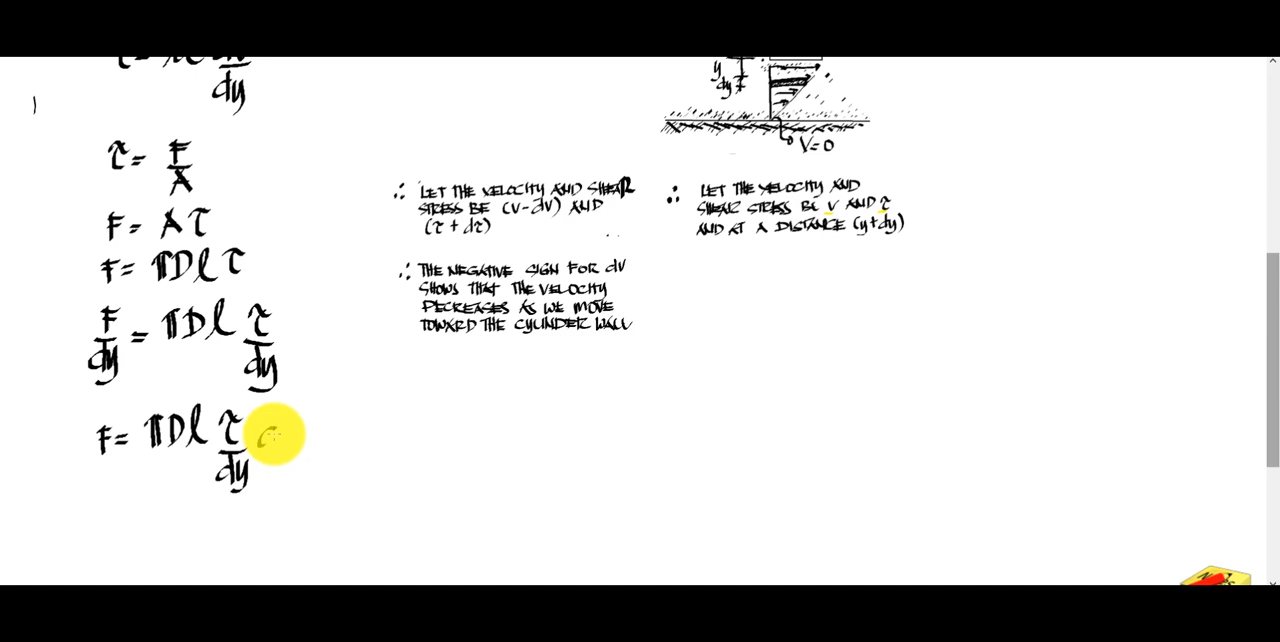 dy
τ = F/A
F = Aτ
F = πDlτ
F/dy = πDl τ/dy
F = πDl τ/dy
∴ LET THE VELOCITY AND SHEAR
STRESS BE (V-dV) AND
(τ + dτ)
∴ THE NEGATIVE SIGN FOR dV
SHOWS THAT THE VELOCITY
DECREASES AS WE MOVE
TOWARD THE CYLINDER WALL
y
dy
V=0
∴ LET THE VELOCITY AND
SHEAR STRESS BE V AND τ
AND AT A DISTANCE (y+dy)